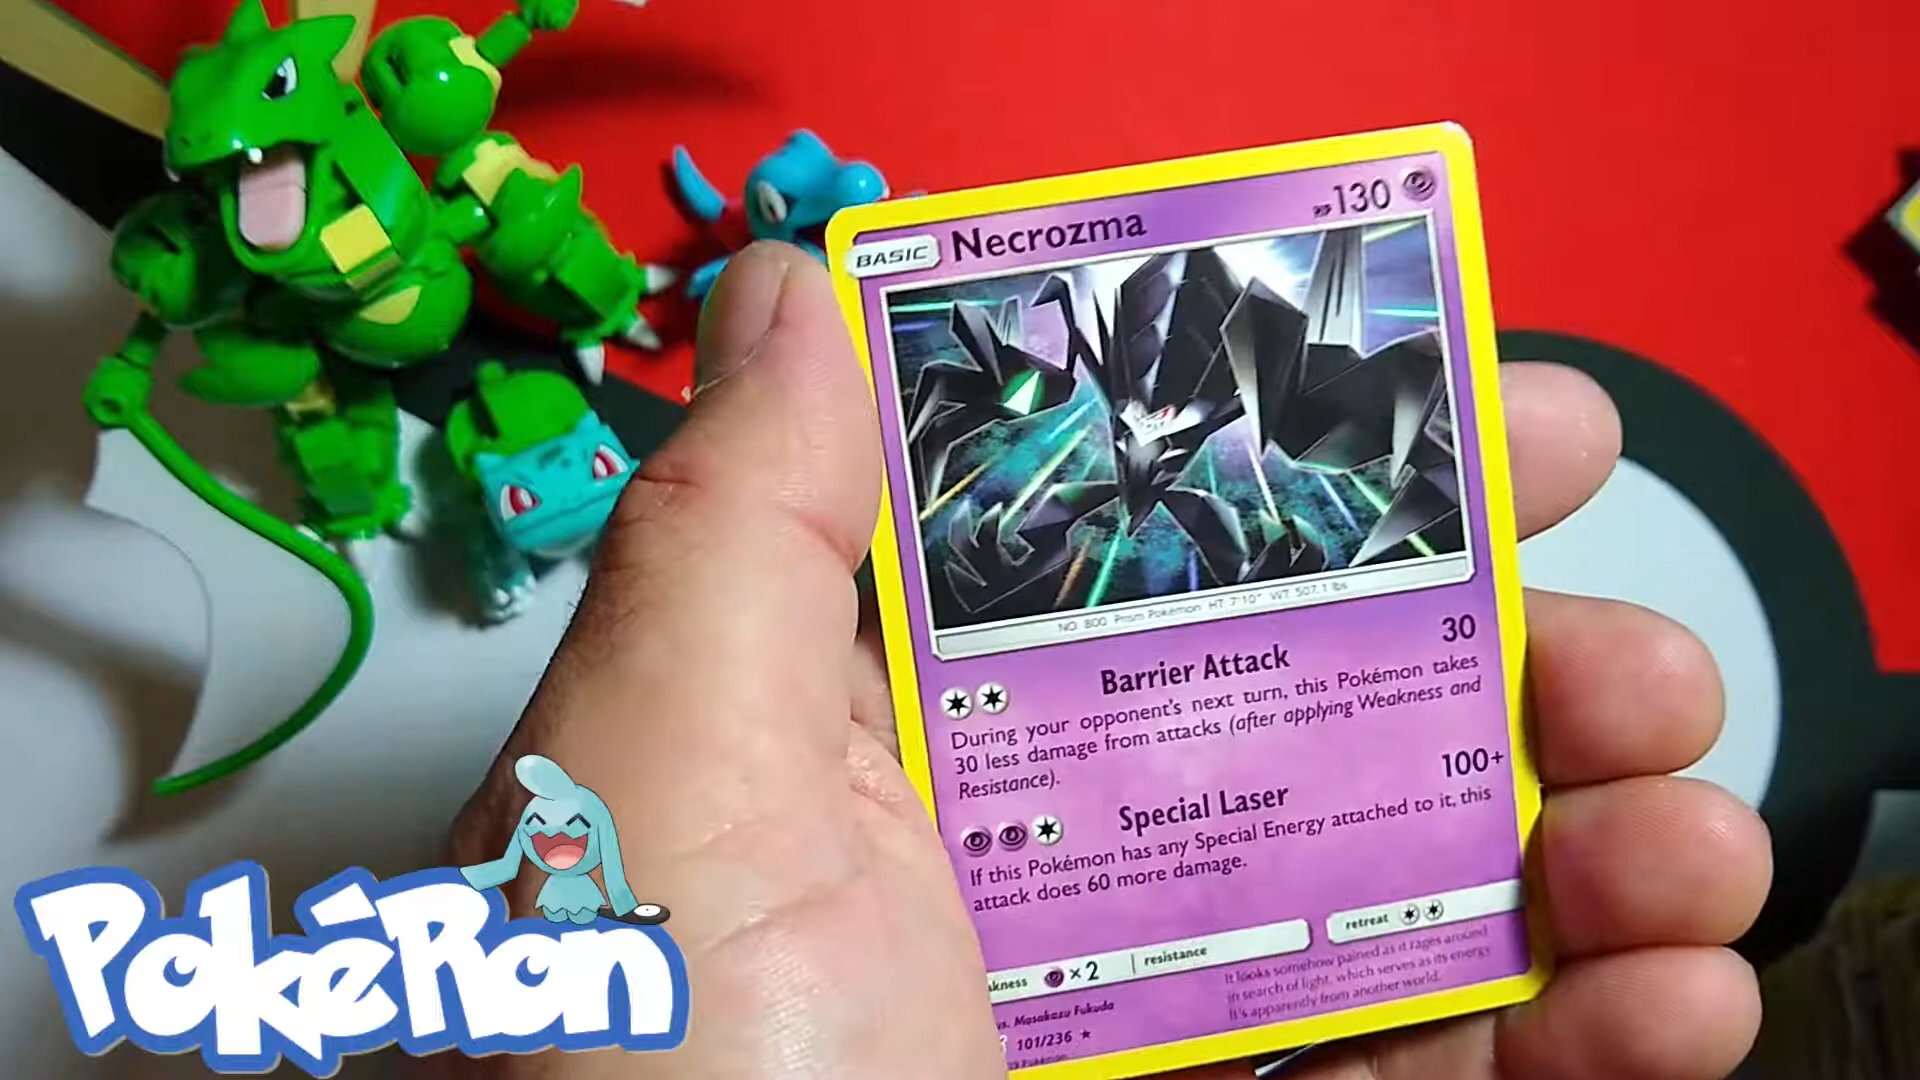 BASIC Necrozma HP 130
NO. 800 Prism Pokémon HT: 7'10" WT: 507.1 lbs
Barrier Attack 30
During your opponent's next turn, this Pokémon takes
30 less damage from attacks (after applying Weakness and
Resistance).
Special Laser 100+
If this Pokémon has any Special Energy attached to it, this
attack does 60 more damage.
kness ×2 resistance retreat
It looks somehow pained as it rages around
in search of light, which serves as its energy
It's apparently from another world.
us. Masakazu Fukuda
101/236 ★
PokéRon